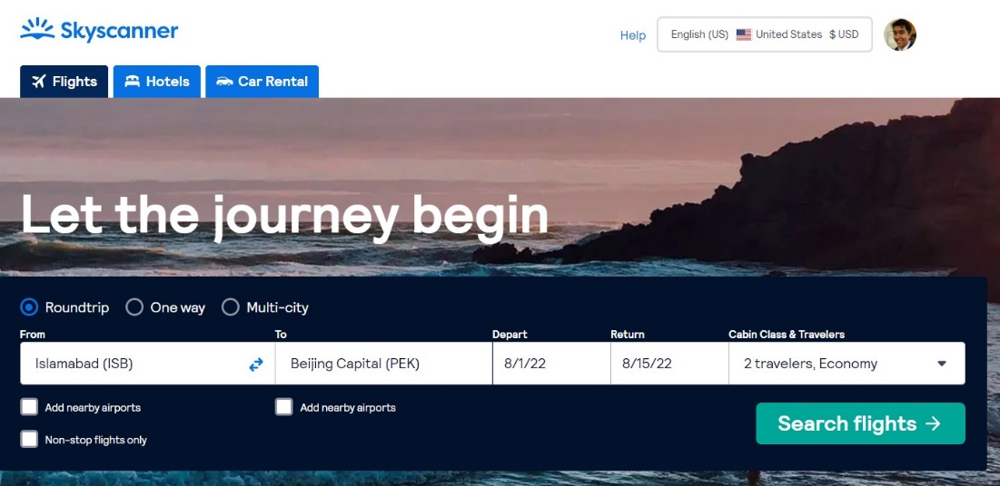 Skyscanner
Help English (US) United States $ USD
Flights Hotels Car Rental
Let the journey begin
Roundtrip One way Multi-city
From To Depart Return Cabin Class & Travelers
Islamabad (ISB) Beijing Capital (PEK) 8/1/22 8/15/22 2 travelers, Economy
Add nearby airports Add nearby airports
Search flights
Non-stop flights only